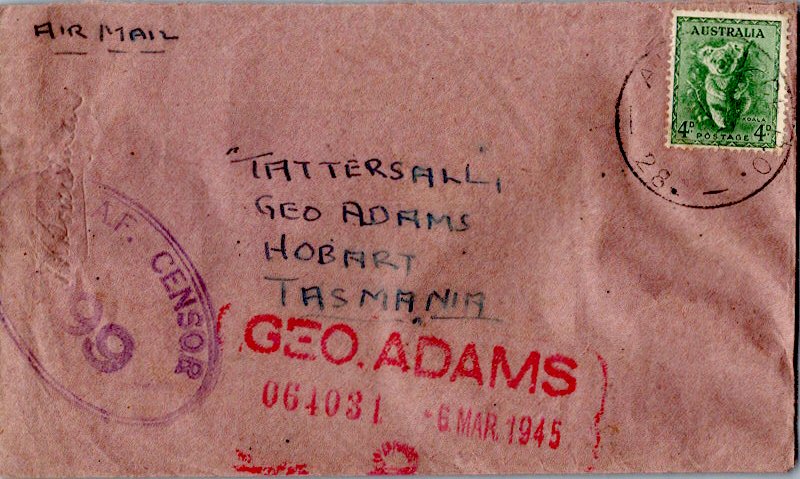 AIR MAIL
AUSTRALIA
KOALA
4D POSTAGE 4D
28.
"TATTERSALL,
GEO ADAMS
HOBART
TASMANIA
CENSOR
99
GEO. ADAMS
064031 -6 MAR. 1945